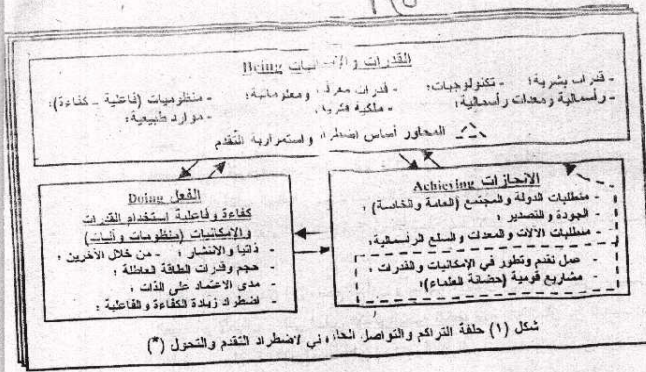 القدرات والإمكانيات Being
- قدرات بشرية؛ - تكنولوجيات؛ - قدرات معرفية ومعلوماتية؛ - منظوميات (فاعلية - كفاءة)؛
- رأسمالية ومعدات رأسمالية؛ - ملكية فكرية؛ - موارد طبيعية؛
المحاور أساس اضطراد واستمرارية التقدم
الفعل Doing
كفاءة وفاعلية استخدام القدرات
والإمكانيات (منظومات وآليات)
- ذاتياً والانتشار؛ - من خلال الآخرين؛
- حجم وقدرات الطاقة العاطلة؛
- مدى الاعتماد على الذات؛
- اضطراد زيادة الكفاءة والفاعلية؛
الإنجازات Achieving
- متطلبات الدولة والمجتمع (العامة والخاصة)؛
- الجودة والتصدير؛
- متطلبات الآلات والمعدات والسلع الرأسمالية؛
- عمل تقدم وتطور في الإمكانيات والقدرات؛
- مشاريع قومية (حضانة العلماء)؛
شكل (١) حلقة التراكم والتواصل لاضطراد التقدم والتحول (*)